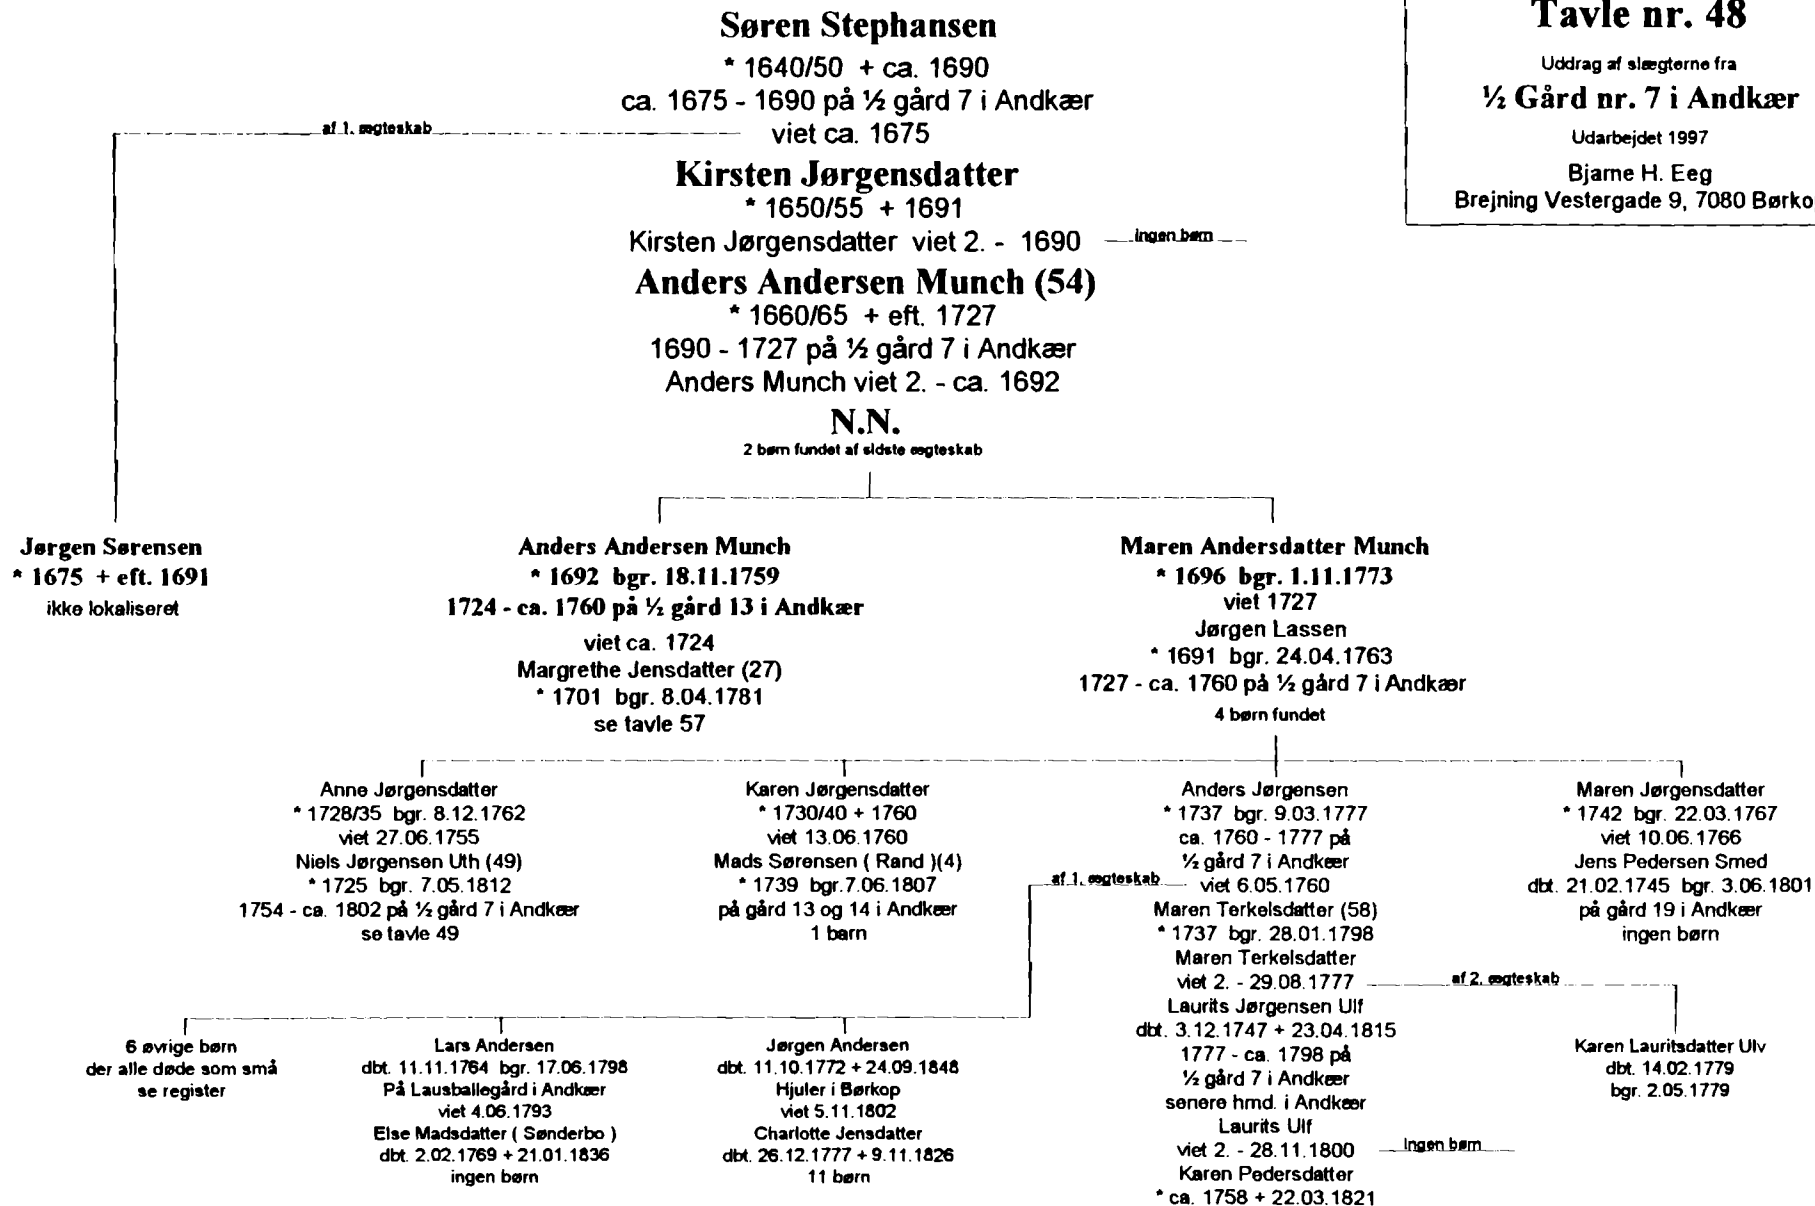 Tavle nr. 48
Uddrag af slægterne fra
½ Gård nr. 7 i Andkær
Udarbejdet 1997
Bjarne H. Eeg
Brejning Vestergade 9, 7080 Børko
Søren Stephansen
* 1640/50 + ca. 1690
ca. 1675 - 1690 på ½ gård 7 i Andkær
af 1. ægteskab
viet ca. 1675
Kirsten Jørgensdatter
* 1650/55 + 1691
Kirsten Jørgensdatter viet 2. - 1690
ingen børn
Anders Andersen Munch (54)
* 1660/65 + eft. 1727
1690 - 1727 på ½ gård 7 i Andkær
Anders Munch viet 2. - ca. 1692
N.N.
2 børn fundet af sidste ægteskab
Jørgen Sørensen
* 1675 + eft. 1691
ikke lokaliseret
Anders Andersen Munch
* 1692 bgr. 18.11.1759
1724 - ca. 1760 på ½ gård 13 i Andkær
viet ca. 1724
Margrethe Jensdatter (27)
* 1701 bgr. 8.04.1781
se tavle 57
Maren Andersdatter Munch
* 1696 bgr. 1.11.1773
viet 1727
Jørgen Lassen
* 1691 bgr. 24.04.1763
1727 - ca. 1760 på ½ gård 7 i Andkær
4 børn fundet
Anne Jørgensdatter
* 1728/35 bgr. 8.12.1762
viet 27.06.1755
Niels Jørgensen Uth (49)
* 1725 bgr. 7.05.1812
1754 - ca. 1802 på ½ gård 7 i Andkær
se tavle 49
Karen Jørgensdatter
* 1730/40 + 1760
viet 13.06.1760
Mads Sørensen ( Rand )(4)
* 1739 bgr.7.06.1807
på gård 13 og 14 i Andkær
1 barn
Anders Jørgensen
* 1737 bgr. 9.03.1777
ca. 1760 - 1777 på
½ gård 7 i Andkær
af 1. ægteskab
viet 6.05.1760
Maren Terkelsdatter (58)
* 1737 bgr. 28.01.1798
Maren Terkelsdatter
viet 2. - 29.08.1777
af 2. ægteskab
Laurits Jørgensen Ulf
dbt. 3.12.1747 + 23.04.1815
1777 - ca. 1798 på
½ gård 7 i Andkær
senere hmd. i Andkær
Laurits Ulf
viet 2. - 28.11.1800
Ingen børn
Karen Pedersdatter
* ca. 1758 + 22.03.1821
Maren Jørgensdatter
* 1742 bgr. 22.03.1767
viet 10.06.1766
Jens Pedersen Smed
dbt. 21.02.1745 bgr. 3.06.1801
på gård 19 i Andkær
ingen børn
6 øvrige børn
der alle døde som små
se register
Lars Andersen
dbt. 11.11.1764 bgr. 17.06.1798
På Lausballegård i Andkær
viet 4.06.1793
Else Madsdatter ( Sønderbo )
dbt. 2.02.1769 + 21.01.1836
ingen børn
Jørgen Andersen
dbt. 11.10.1772 + 24.09.1848
Hjuler i Børkop
viet 5.11.1802
Charlotte Jensdatter
dbt. 26.12.1777 + 9.11.1826
11 børn
Karen Lauritsdatter Ulv
dbt. 14.02.1779
bgr. 2.05.1779